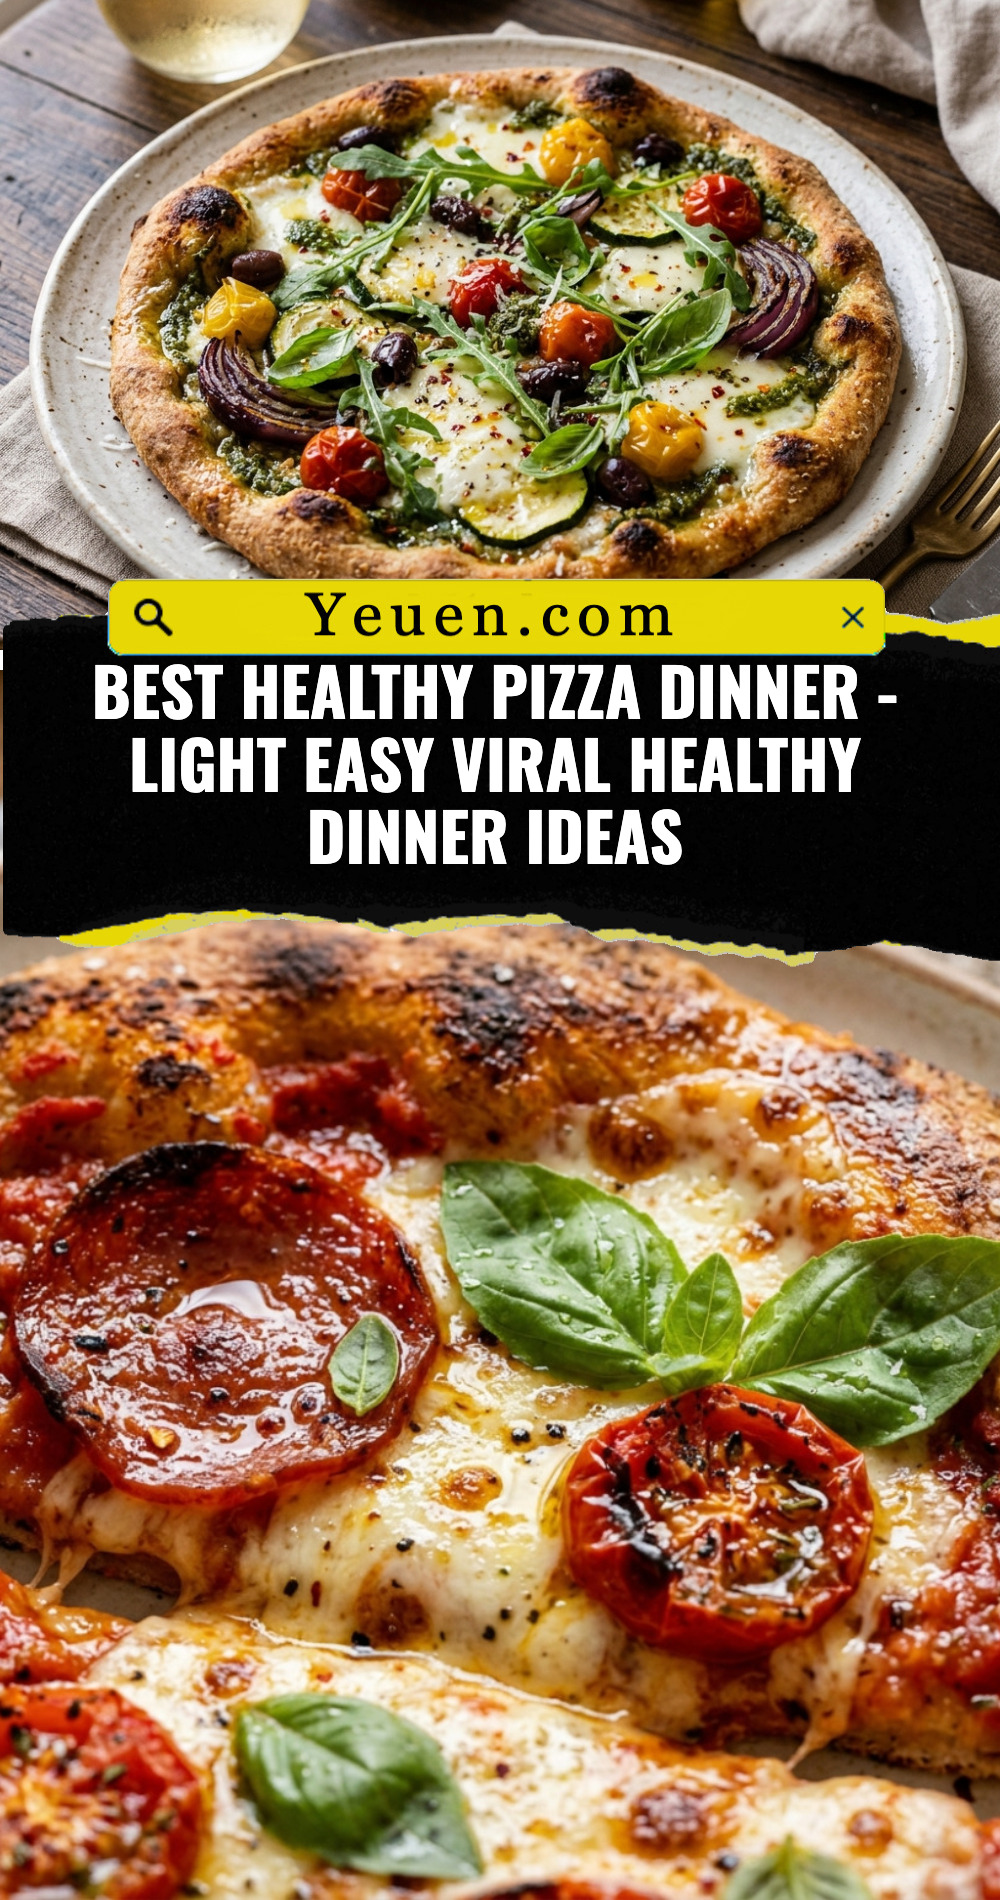 Yeuen.com
BEST HEALTHY PIZZA DINNER -
LIGHT EASY VIRAL HEALTHY
DINNER IDEAS